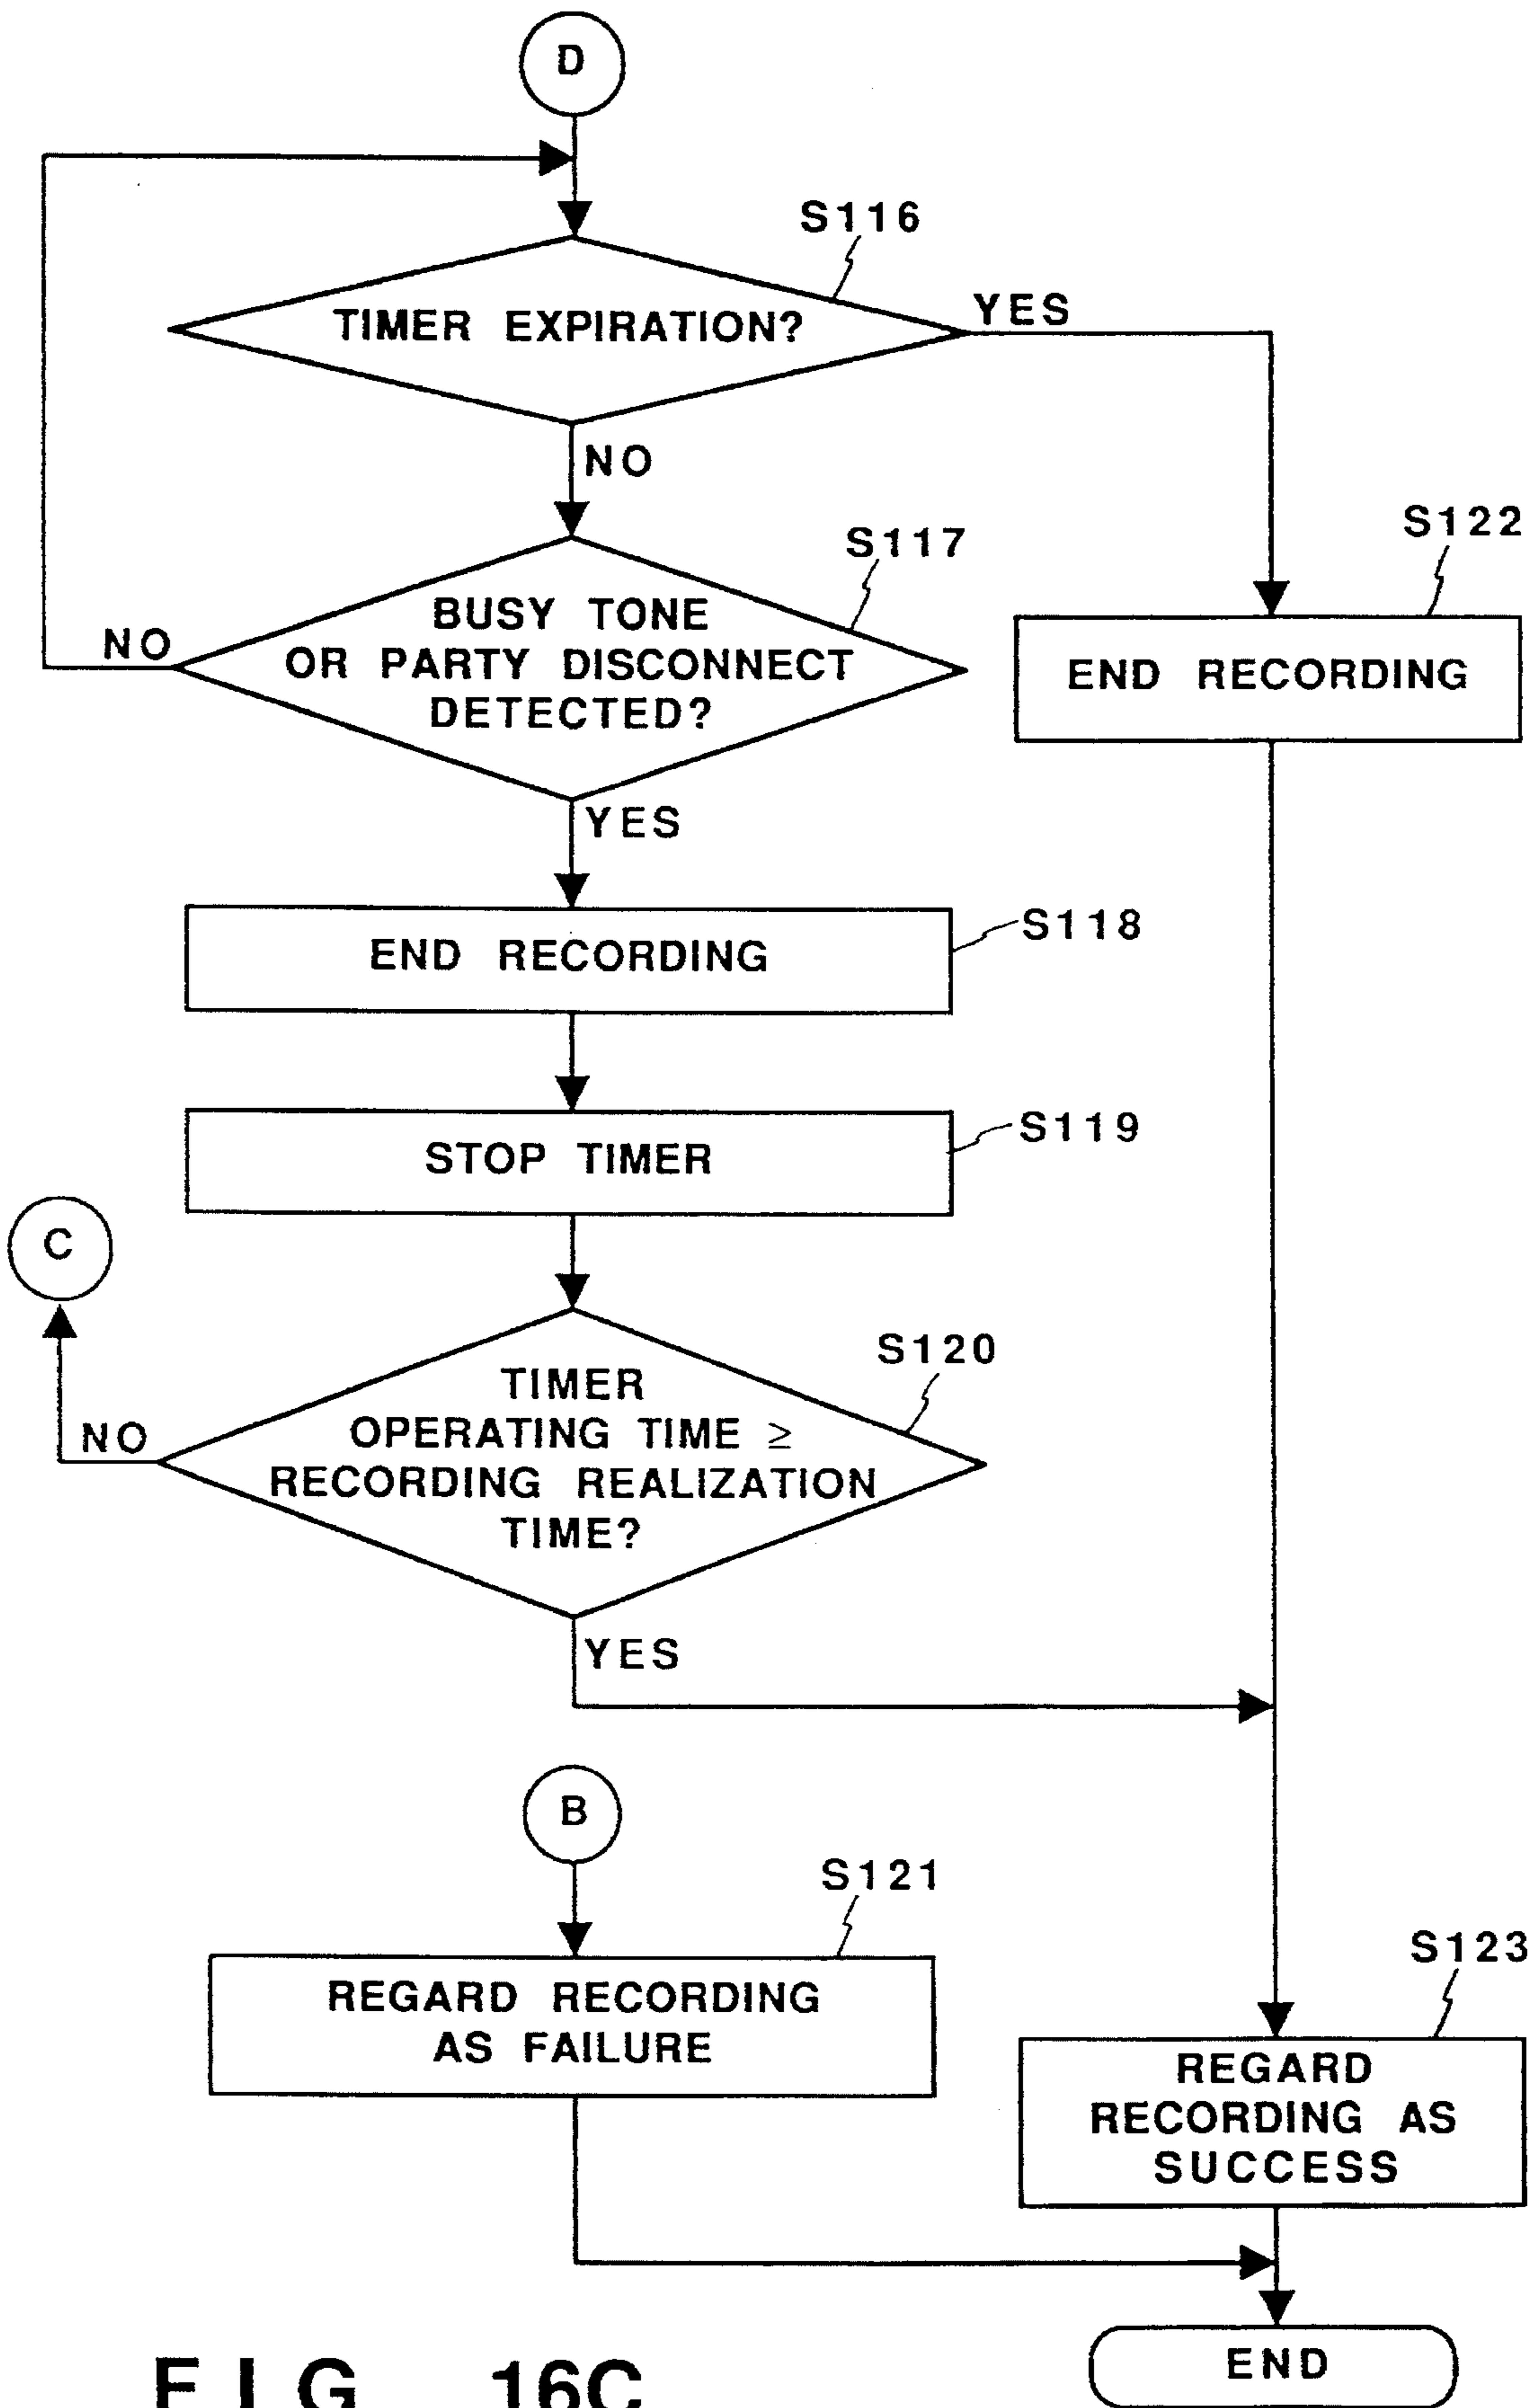 D
S116
TIMER EXPIRATION?
YES
NO
S117
S122
BUSY TONE
OR PARTY DISCONNECT
DETECTED?
NO
END RECORDING
YES
END RECORDING
S118
STOP TIMER
S119
C
S120
TIMER
OPERATING TIME ≥
RECORDING REALIZATION
TIME?
NO
YES
B
S121
REGARD RECORDING
AS FAILURE
S123
REGARD
RECORDING AS
SUCCESS
END
FIG 16C